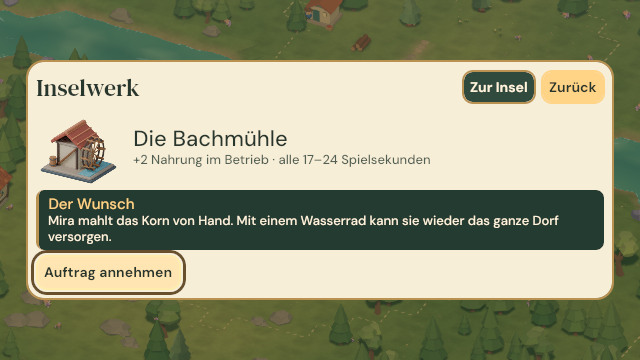 Inselwerk
Zur Insel
Zurück
Die Bachmühle
+2 Nahrung im Betrieb · alle 17–24 Spielsekunden
Der Wunsch
Mira mahlt das Korn von Hand. Mit einem Wasserrad kann sie wieder das ganze Dorf
versorgen.
Auftrag annehmen